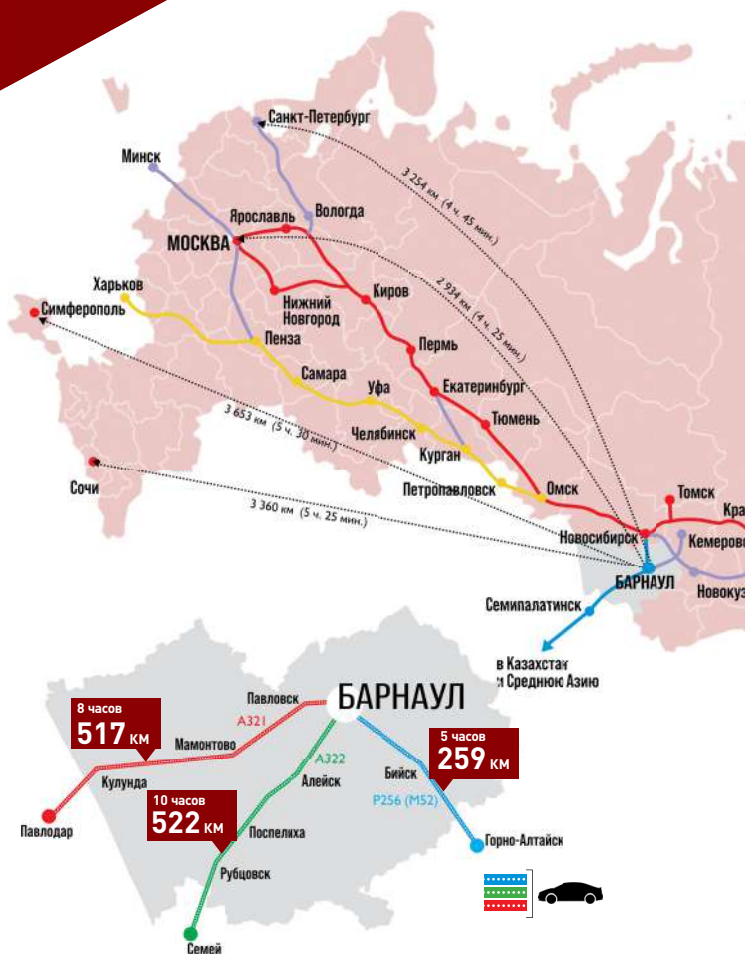 Санкт-Петербург
Минск
3 254 км (4 ч. 45 мин.)
Ярославль
Вологда
МОСКВА
2 934 км (4 ч. 25 мин.)
Харьков
Киров
Симферополь
Нижний
Новгород
Пенза
Пермь
Самара
Уфа
Екатеринбург
3 653 км (5 ч. 30 мин.)
Тюмень
Челябинск
Курган
Сочи
Петропавловск
Омск
Томск
3 360 км (5 ч. 25 мин.)
Кра
Новосибирск
Кемерово
БАРНАУЛ
Новокуз
Семипалатинск
в Казахстан
и Среднюю Азию
БАРНАУЛ
Павловск
8 часов
517 км
А321
5 часов
259 км
Мамонтово
А322
Бийск
Кулунда
Алейск
10 часов
522 км
Р256 (М52)
Павлодар
Поспелиха
Горно-Алтайск
Рубцовск
Семей